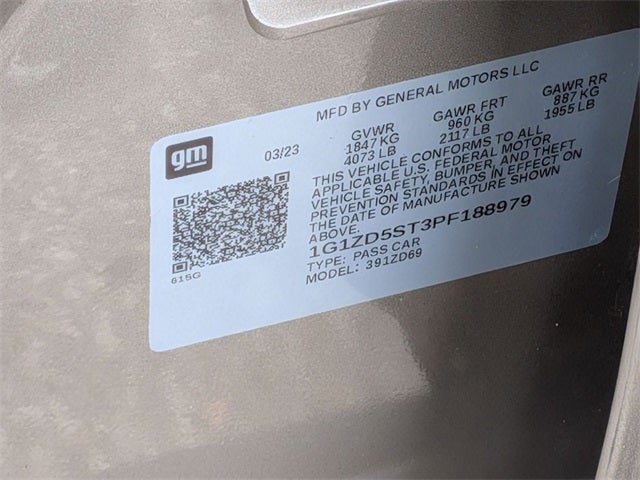 MFD BY GENERAL MOTORS LLC
gm
03/23
GVWR GAWR FRT GAWR RR
1847 KG 960 KG 887 KG
4073 LB 2117 LB 1955 LB
THIS VEHICLE CONFORMS TO ALL
APPLICABLE U.S. FEDERAL MOTOR
VEHICLE SAFETY, BUMPER, AND THEFT
PREVENTION STANDARDS IN EFFECT ON
THE DATE OF MANUFACTURE SHOWN
ABOVE.
1G1ZD5ST3PF188979
TYPE: PASS CAR
MODEL: 391ZD69
61SG